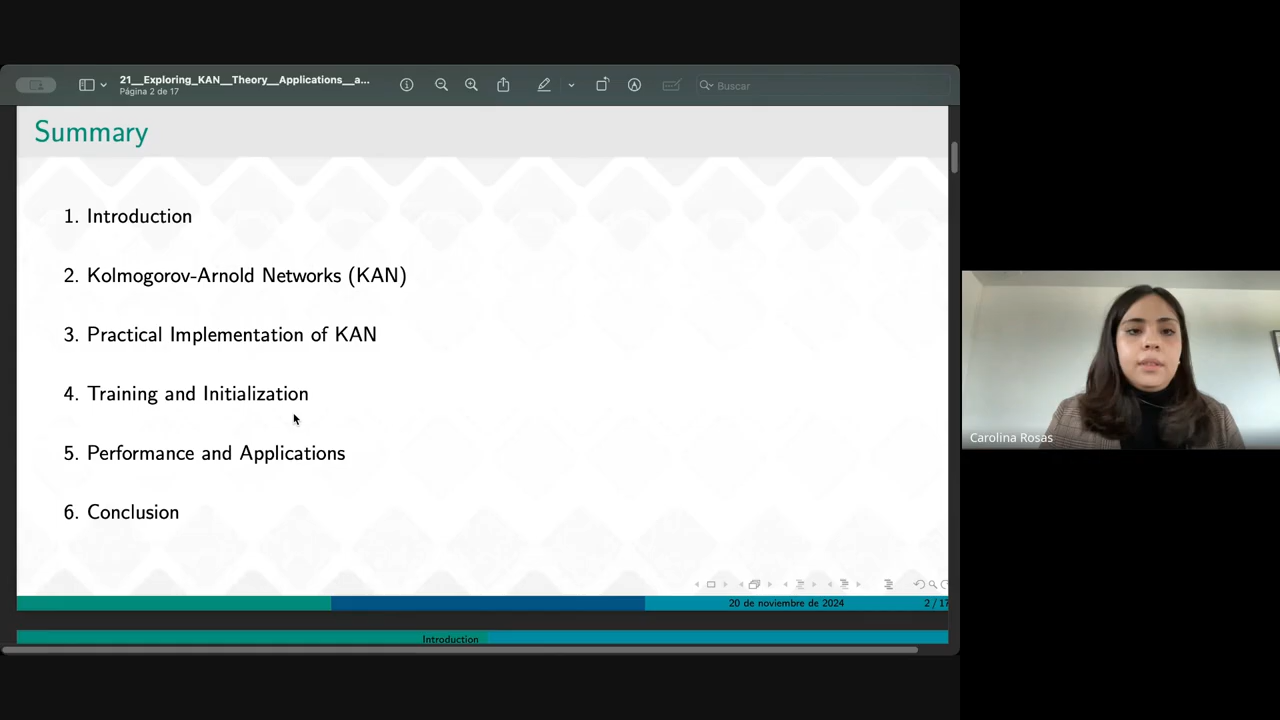 21__Exploring_KAN__Theory__Applications__a...
Página 2 de 17
Buscar
Summary
1. Introduction
2. Kolmogorov-Arnold Networks (KAN)
3. Practical Implementation of KAN
4. Training and Initialization
5. Performance and Applications
6. Conclusion
20 de noviembre de 2024
2 / 17
Introduction
Carolina Rosas